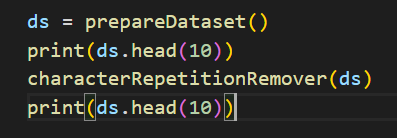 ds = prepareDataset()
print(ds.head(10))
characterRepetitionRemover(ds)
print(ds.head(10))